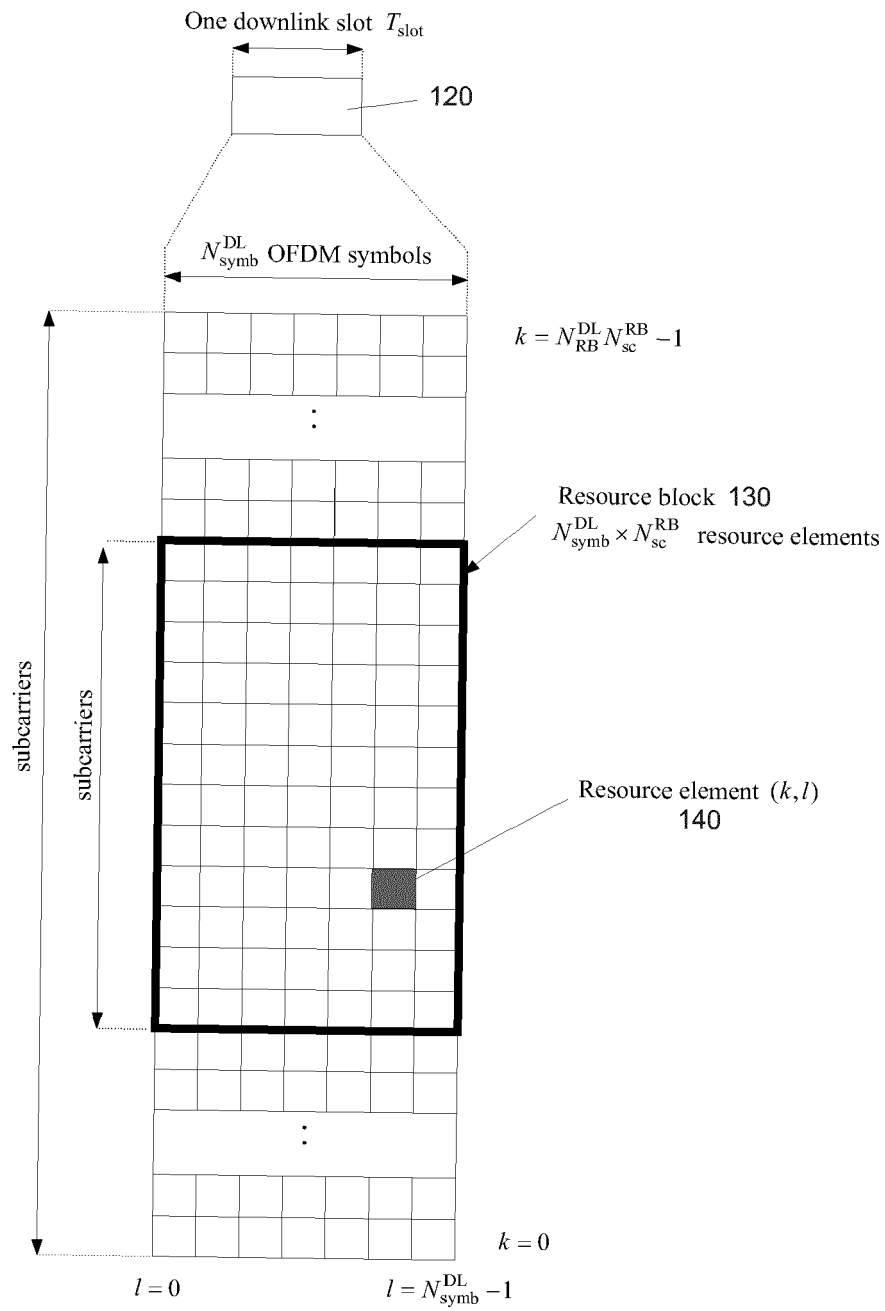 One downlink slot T_slot
120
N_symb^DL OFDM symbols
k = N_RB^DL N_sc^RB − 1
:
Resource block 130
N_symb^DL × N_sc^RB resource elements
subcarriers
subcarriers
Resource element (k, l)
140
:
k = 0
l = 0
l = N_symb^DL − 1